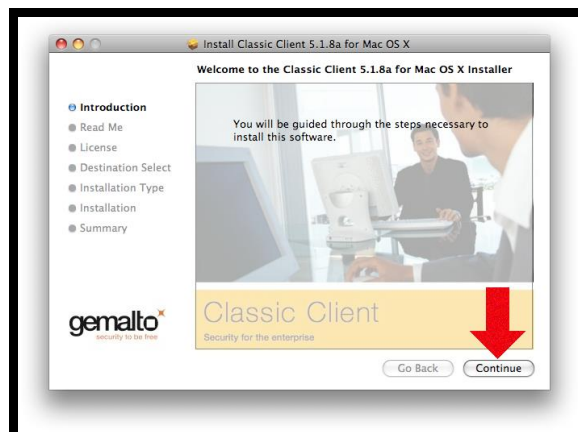 Install Classic Client 5.1.8a for Mac OS X
Welcome to the Classic Client 5.1.8a for Mac OS X Installer
Introduction
Read Me
License
Destination Select
Installation Type
Installation
Summary
You will be guided through the steps necessary to
install this software.
gemalto
security to be free
Classic Client
Security for the enterprise
Go Back
Continue